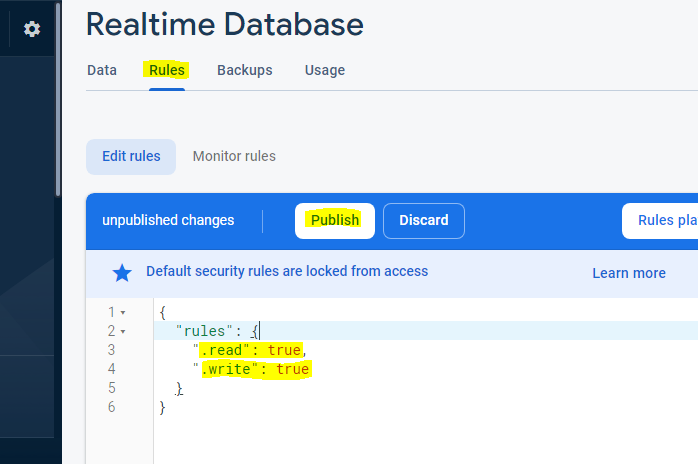 Realtime Database
Data Rules Backups Usage
Edit rules Monitor rules
unpublished changes Publish Discard Rules pla
Default security rules are locked from access Learn more
1 {
2 "rules": {
3 ".read": true,
4 ".write": true
5 }
6 }